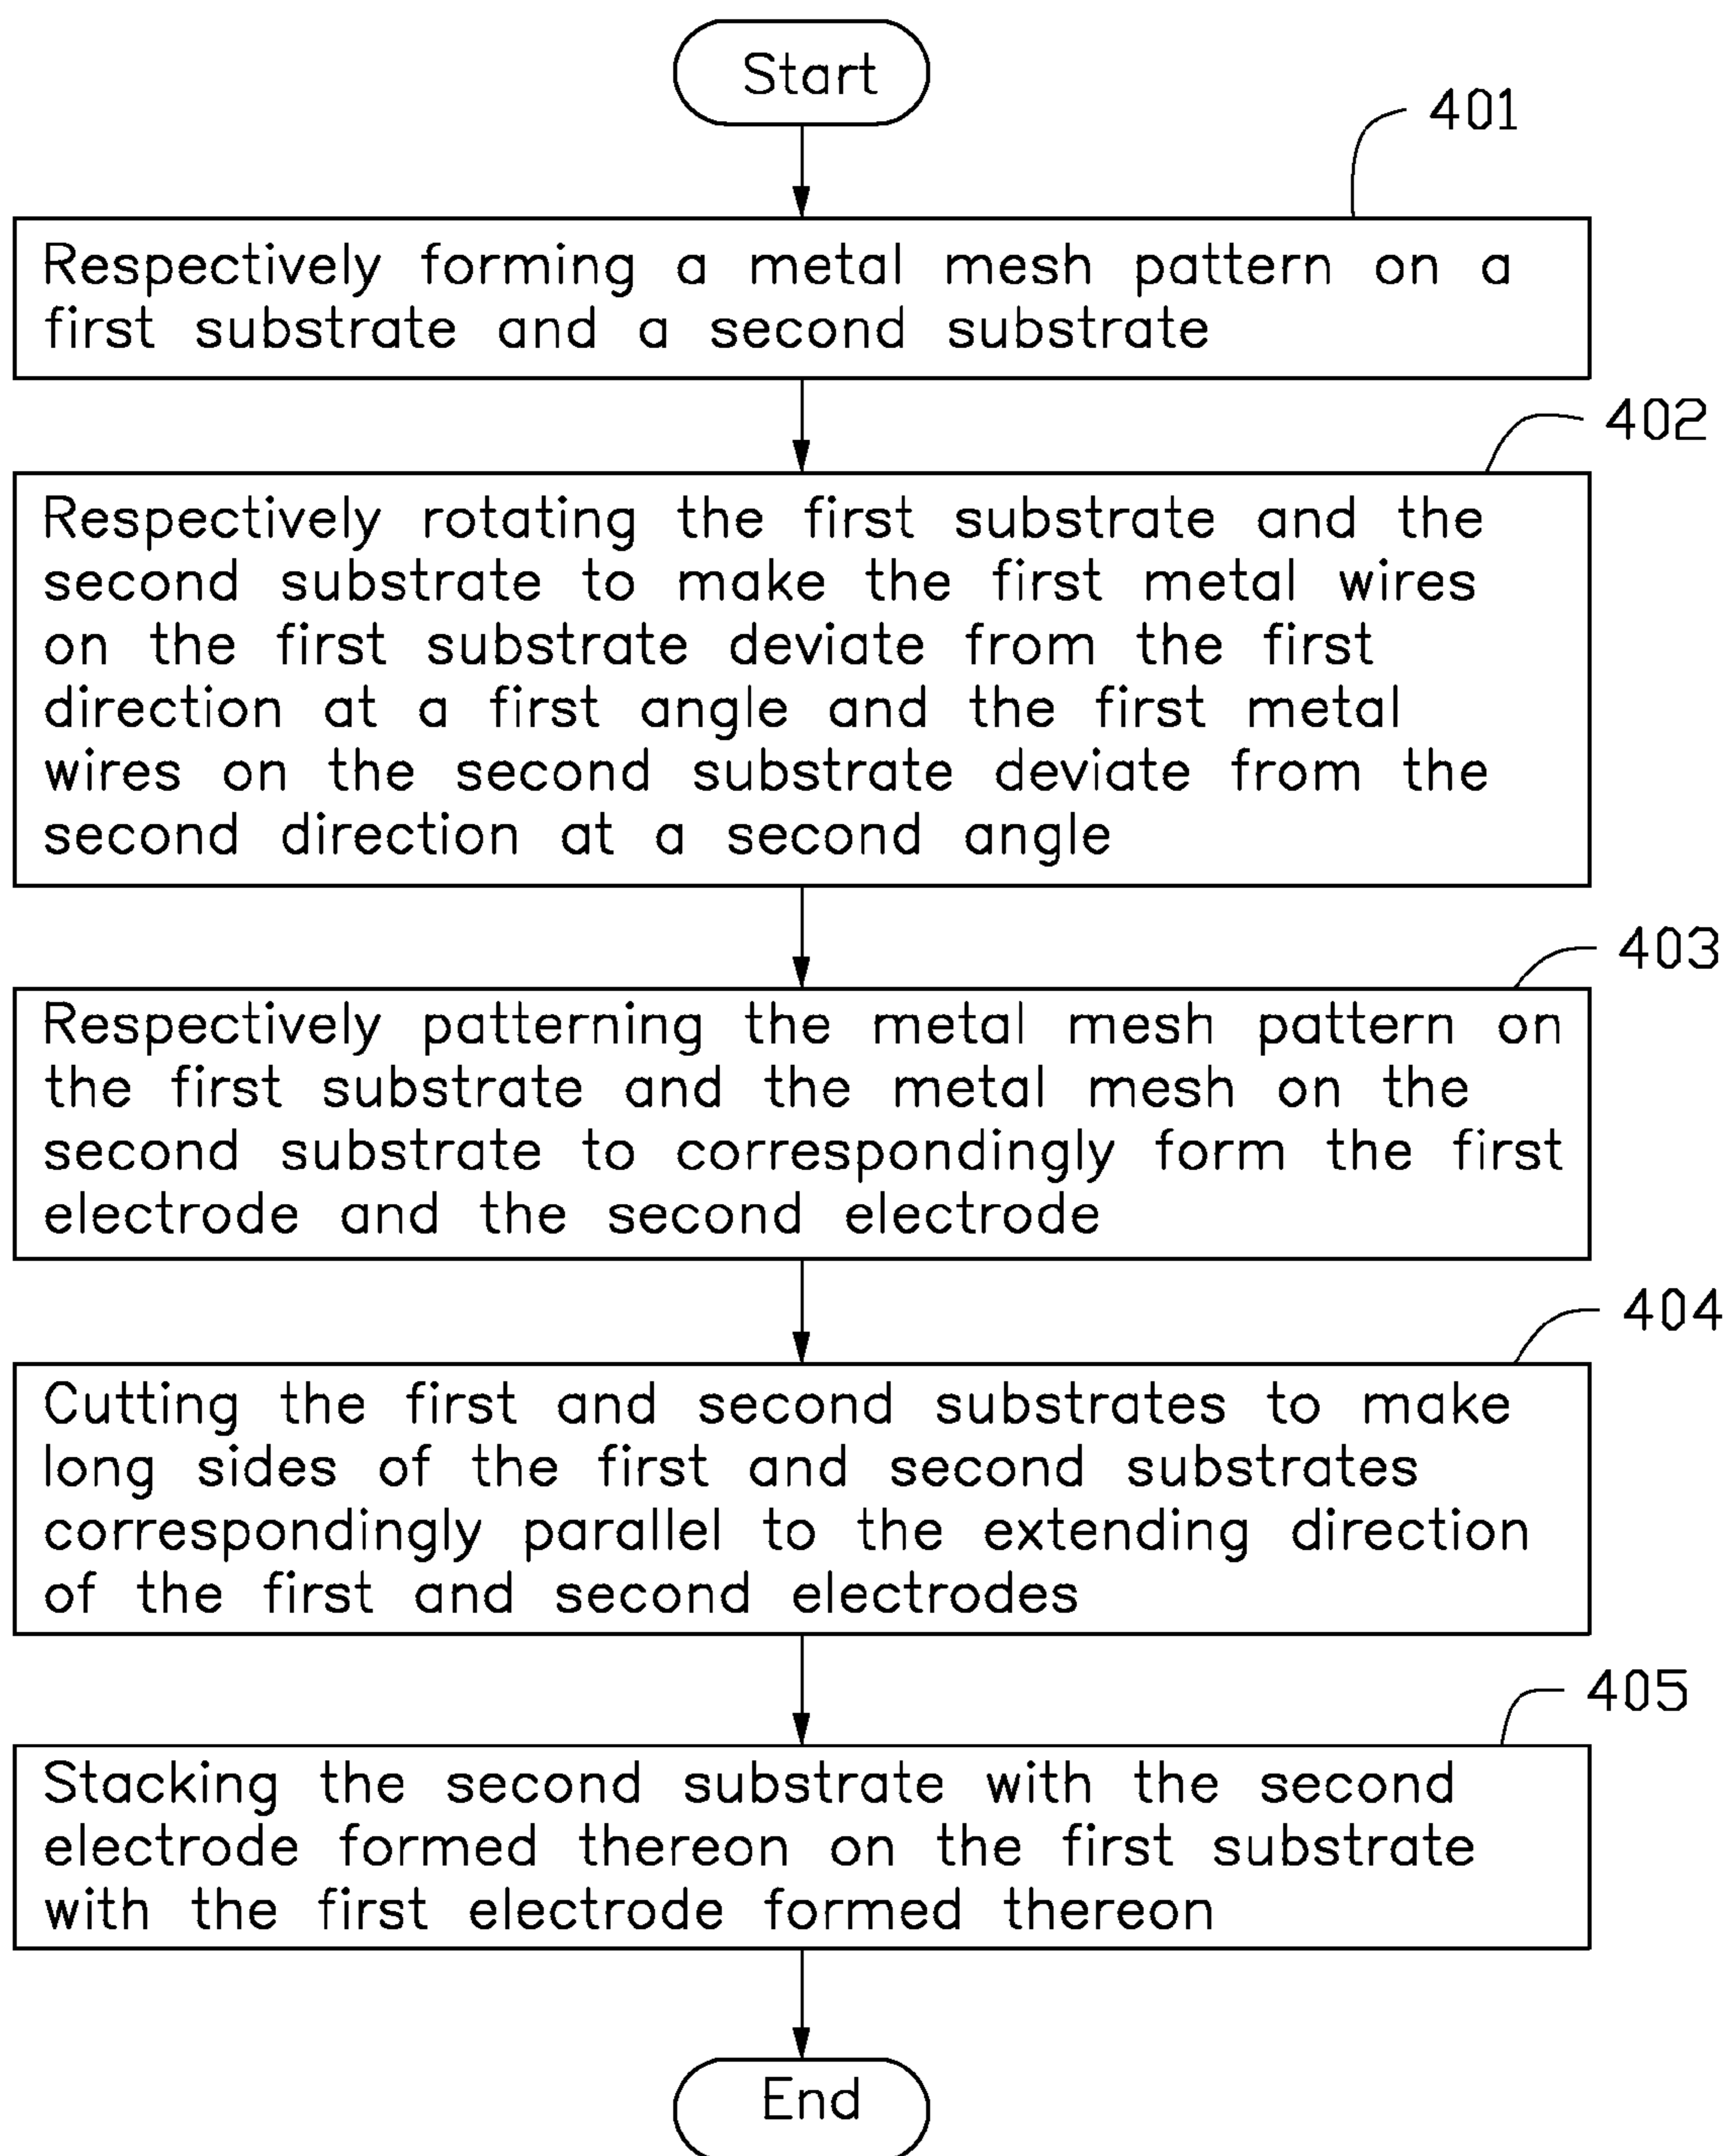 Start
401
Respectively forming a metal mesh pattern on a
first substrate and a second substrate
402
Respectively rotating the first substrate and the
second substrate to make the first metal wires
on the first substrate deviate from the first
direction at a first angle and the first metal
wires on the second substrate deviate from the
second direction at a second angle
403
Respectively patterning the metal mesh pattern on
the first substrate and the metal mesh on the
second substrate to correspondingly form the first
electrode and the second electrode
404
Cutting the first and second substrates to make
long sides of the first and second substrates
correspondingly parallel to the extending direction
of the first and second electrodes
405
Stacking the second substrate with the second
electrode formed thereon on the first substrate
with the first electrode formed thereon
End